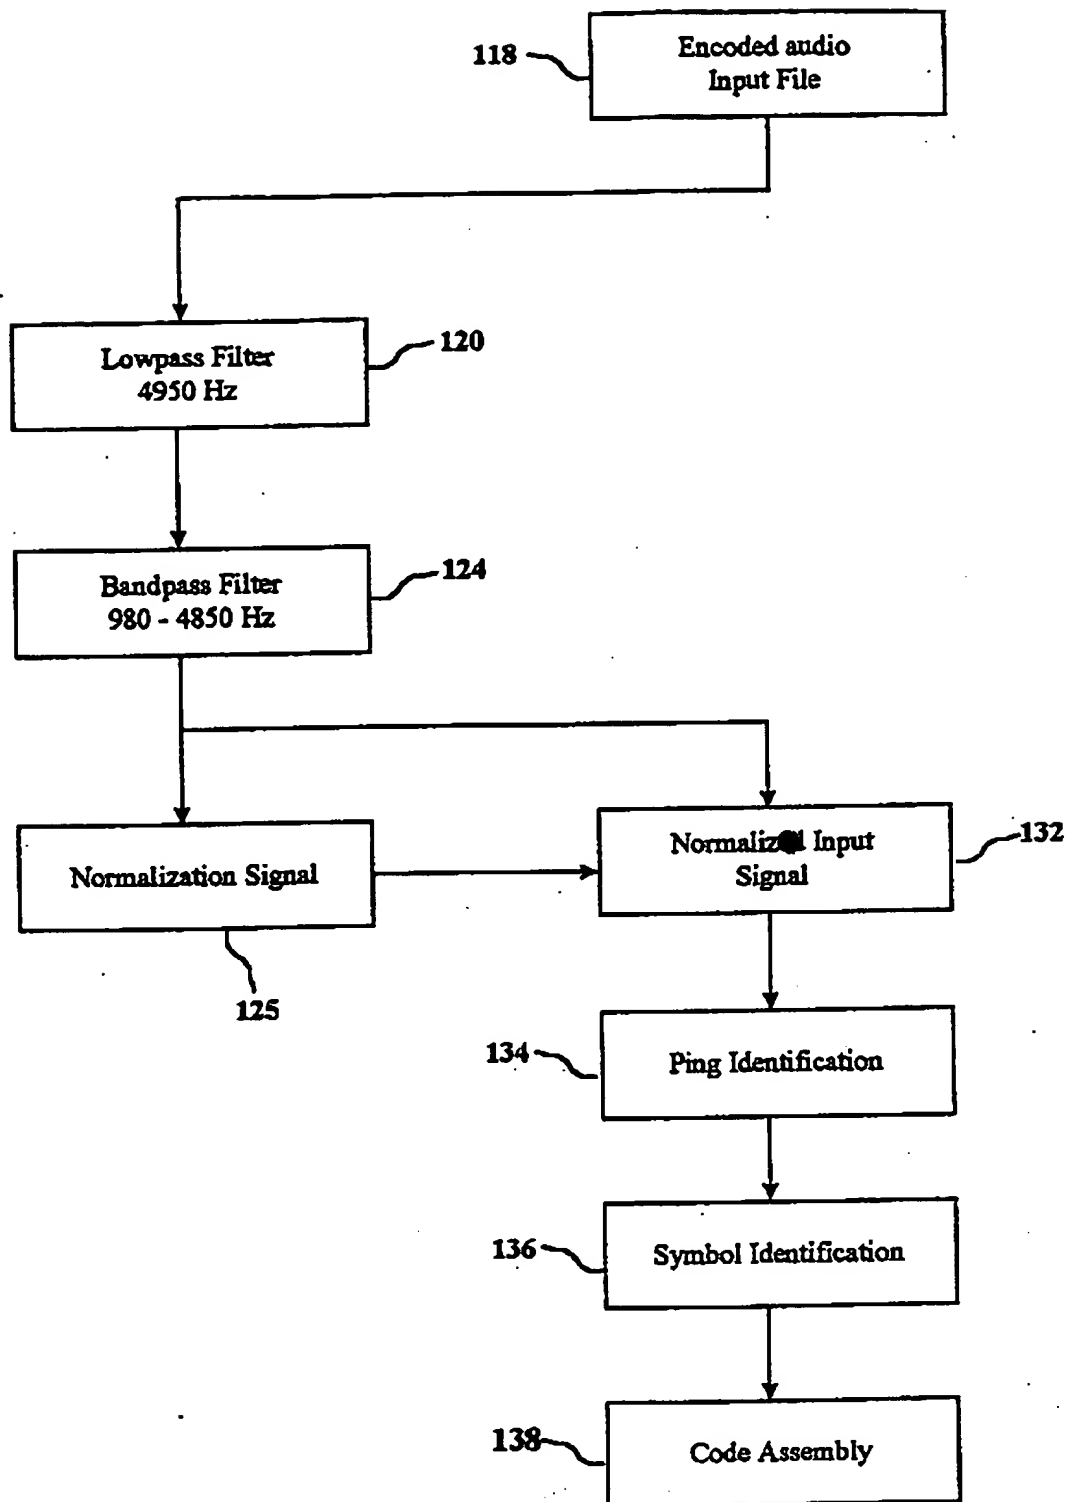 118
Encoded audio
Input File
Lowpass Filter
4950 Hz
120
Bandpass Filter
980 - 4850 Hz
124
Normalization Signal
125
Normalized Input
Signal
132
134
Ping Identification
136
Symbol Identification
138
Code Assembly